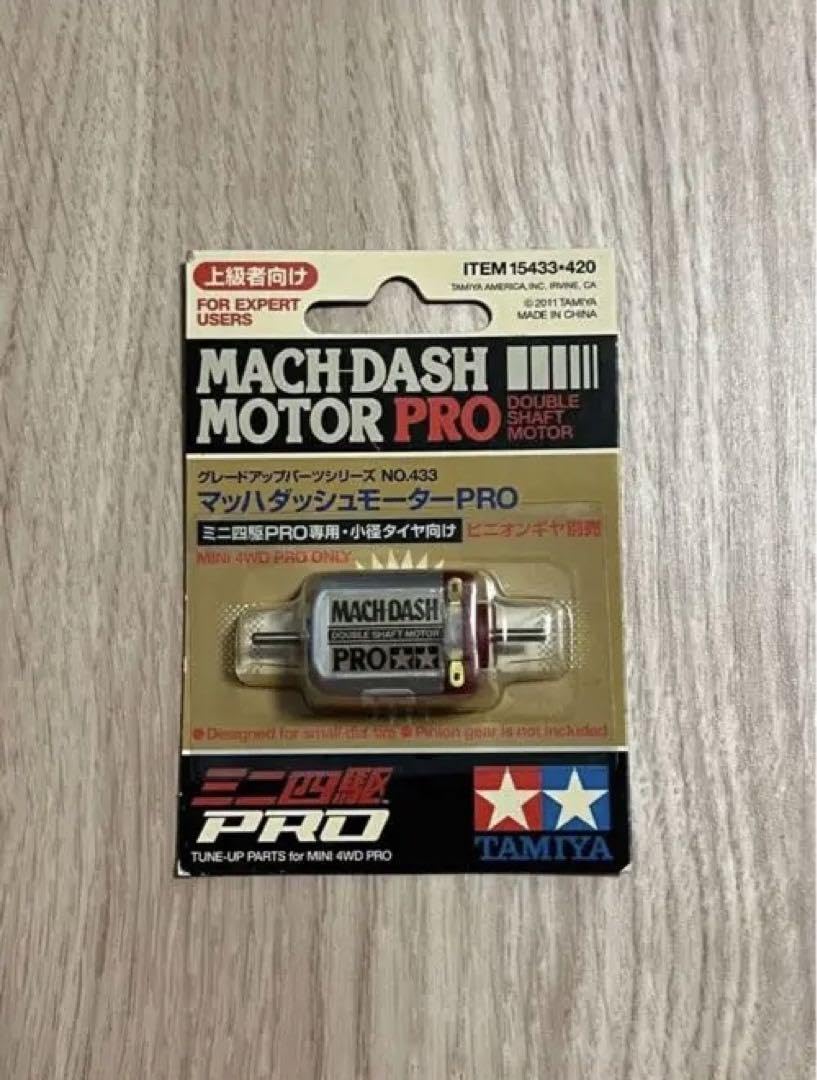 上級者向け
FOR EXPERT
USERS
ITEM 15433•420
TAMIYA AMERICA, INC. IRVINE, CA
© 2011 TAMIYA
MADE IN CHINA
MACH-DASH
MOTOR PRO
DOUBLE
SHAFT
MOTOR
グレードアップパーツシリーズ NO.433
マッハダッシュモーターPRO
ミニ四駆PRO専用・小径タイヤ向け ピニオンギヤ別売
MINI 4WD PRO ONLY
MACH-DASH
DOUBLE SHAFT MOTOR
PRO
● Designed for small dia tire ● Pinion gear is not included
ミニ四駆
PRO
TUNE-UP PARTS for MINI 4WD PRO
TAMIYA